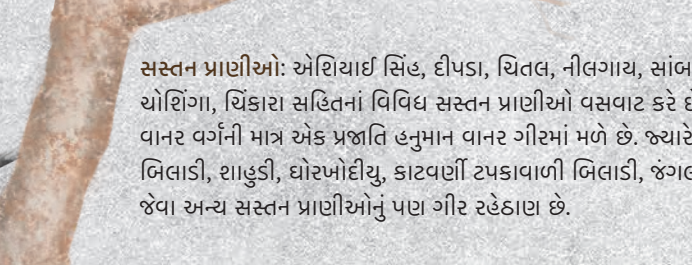 સસ્તન પ્રાણીઓ: એશિયાઈ સિંહ, દીપડા, ચિતલ, નીલગાય,
ચોશિંગા, ચિંકારા સહિતનાં વિવિધ સસ્તન પ્રાણીઓ વસવાટ કરે
વાનર વર્ગની માત્ર એક પ્રજાતિ હનુમાન વાનર ગીરમાં મળે છે. જ્યારે
બિલાડી, શાહુડી, ઘોરખોદીયુ, કાટવર્ણી ટપકાવાળી બિલાડી,
જેવા અન્ય સસ્તન પ્રાણીઓનું પણ ગીર રહેઠાણ છે.